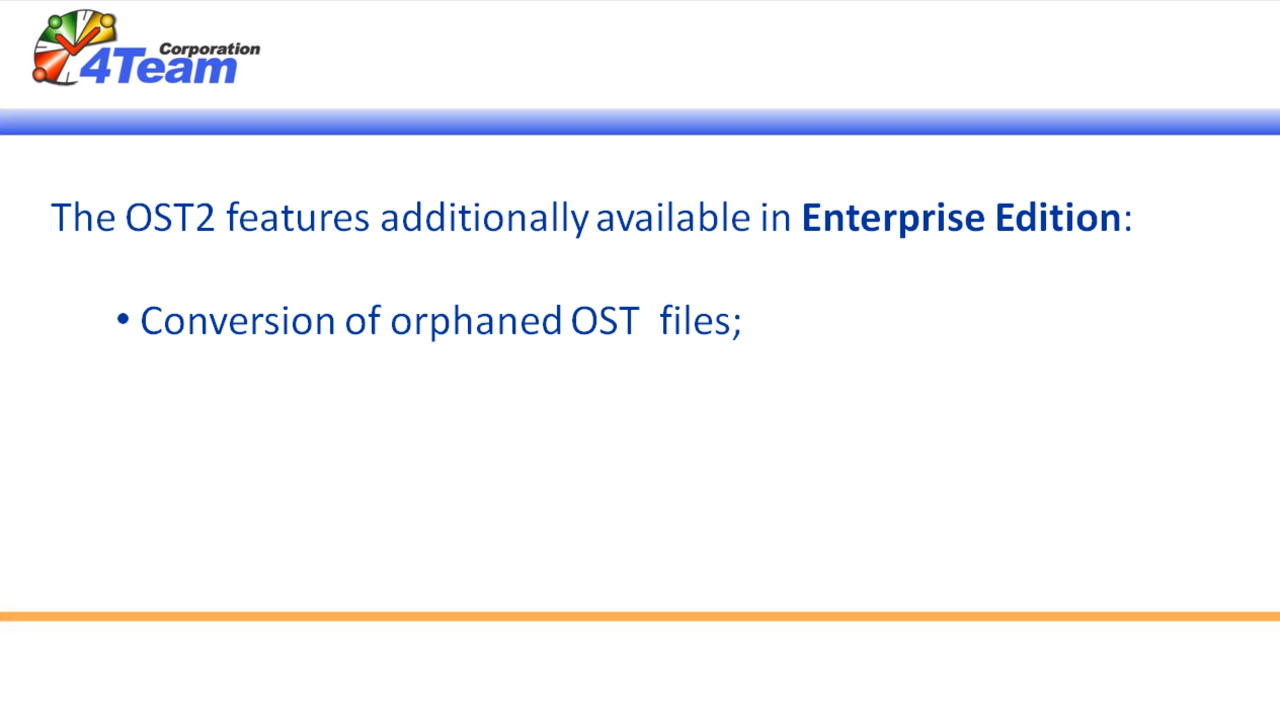 Corporation
4Team
The OST2 features additionally available in Enterprise Edition:
• Conversion of orphaned OST files;